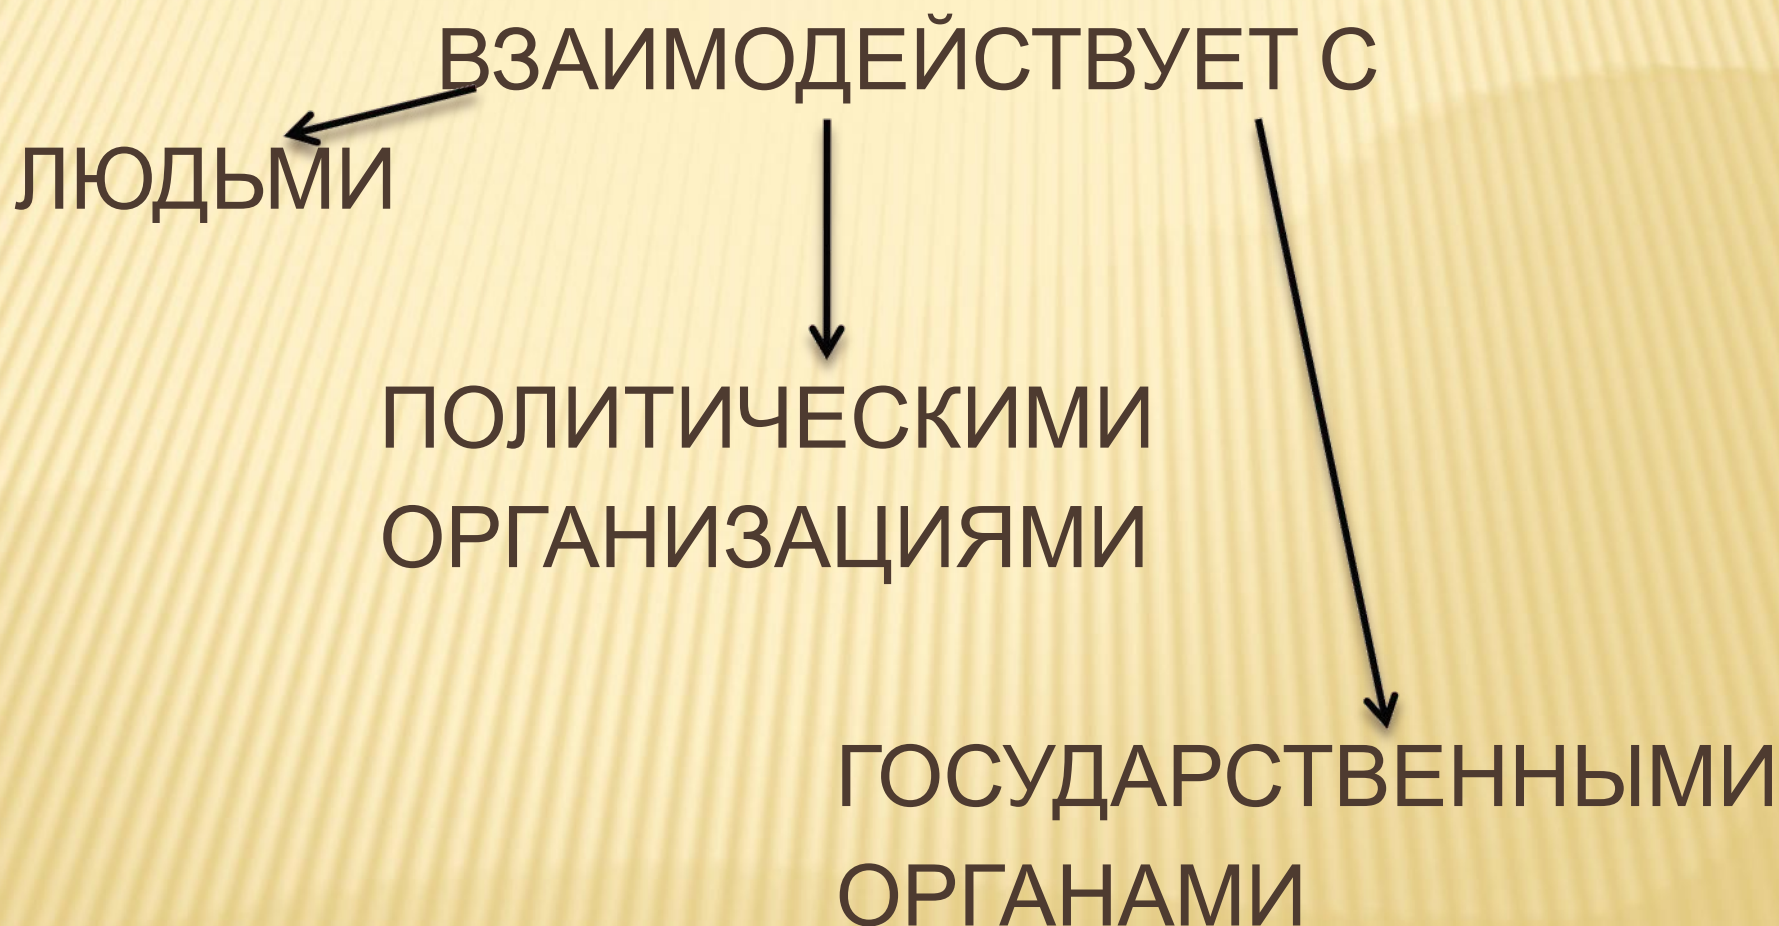 ВЗАИМОДЕЙСТВУЕТ С
ЛЮДЬМИ
ПОЛИТИЧЕСКИМИ
ОРГАНИЗАЦИЯМИ
ГОСУДАРСТВЕННЫМИ
ОРГАНАМИ